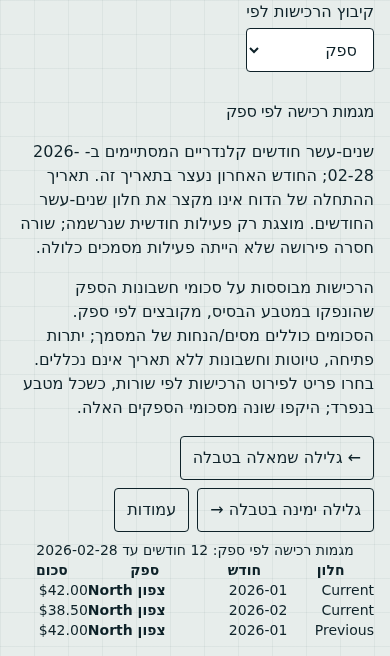 קיבוץ הרכישות לפי
ספק
מגמות רכישה לפי ספק
שנים-עשר חודשים קלנדריים המסתיימים ב- 2026-
02-28; החודש האחרון נעצר בתאריך זה. תאריך
ההתחלה של הדוח אינו מקצר את חלון שנים-עשר
החודשים. מוצגת רק פעילות חודשית שנרשמה; שורה
חסרה פירושה שלא הייתה פעילות מסמכים כלולה.
הרכישות מבוססות על סכומי חשבונות הספק
שהונפקו במטבע הבסיס, מקובצים לפי ספק.
הסכומים כוללים מסים/הנחות של המסמך; יתרות
פתיחה, טיוטות וחשבונות ללא תאריך אינם נכללים.
בחרו פריט לפירוט הרכישות לפי שורות, כשכל מטבע
בנפרד; היקפו שונה מסכומי הספקים האלה.
← גלילה שמאלה בטבלה
גלילה ימינה בטבלה →
עמודות
מגמות רכישה לפי ספק: 12 חודשים עד 2026-02-28
חלון חודש ספק סכום
Current 2026-01 צפון North $42.00
Current 2026-02 צפון North $38.50
Previous 2026-01 צפון North $42.00